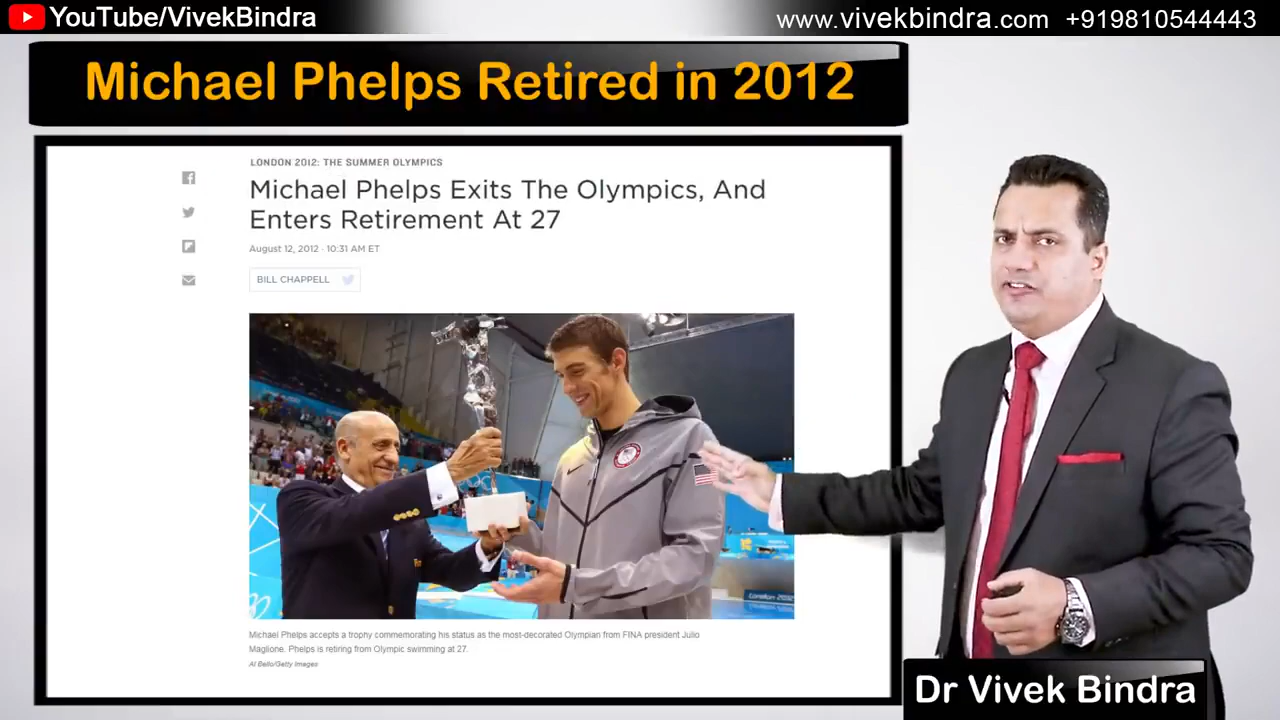 YouTube/VivekBindra
www.vivekbindra.com +919810544443
Michael Phelps Retired in 2012
LONDON 2012: THE SUMMER OLYMPICS
Michael Phelps Exits The Olympics, And
Enters Retirement At 27
August 12, 2012 · 10:31 AM ET
BILL CHAPPELL
Michael Phelps accepts a trophy commemorating his status as the most-decorated Olympian from FINA president Julio
Maglione. Phelps is retiring from Olympic swimming at 27.
Al Bello/Getty Images
Dr Vivek Bindra